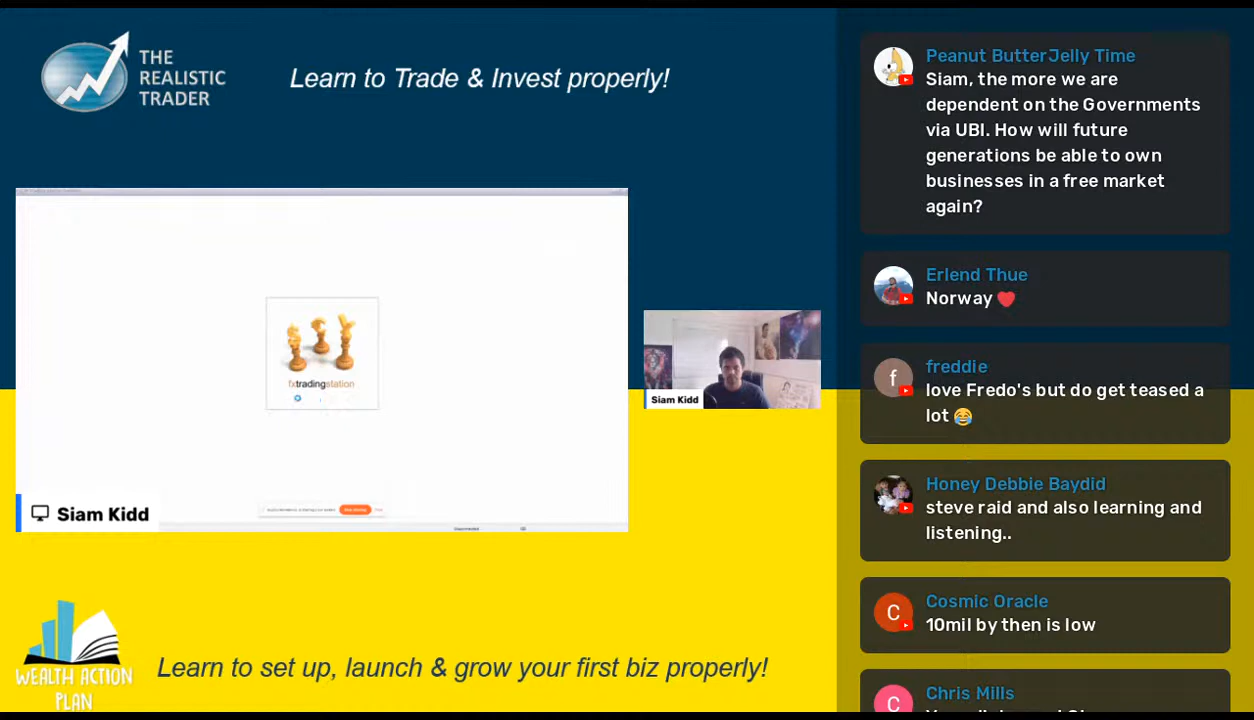 THE
REALISTIC
TRADER
Learn to Trade & Invest properly!
fxtradingstation
Siam Kidd
Siam Kidd
WEALTH ACTION
PLAN
Learn to set up, launch & grow your first biz properly!
Peanut ButterJelly Time
Siam, the more we are
dependent on the Governments
via UBI. How will future
generations be able to own
businesses in a free market
again?
Erlend Thue
Norway ❤️
f
freddie
love Fredo's but do get teased a
lot 😂
Honey Debbie Baydid
steve raid and also learning and
listening..
C
Cosmic Oracle
10mil by then is low
C
Chris Mills